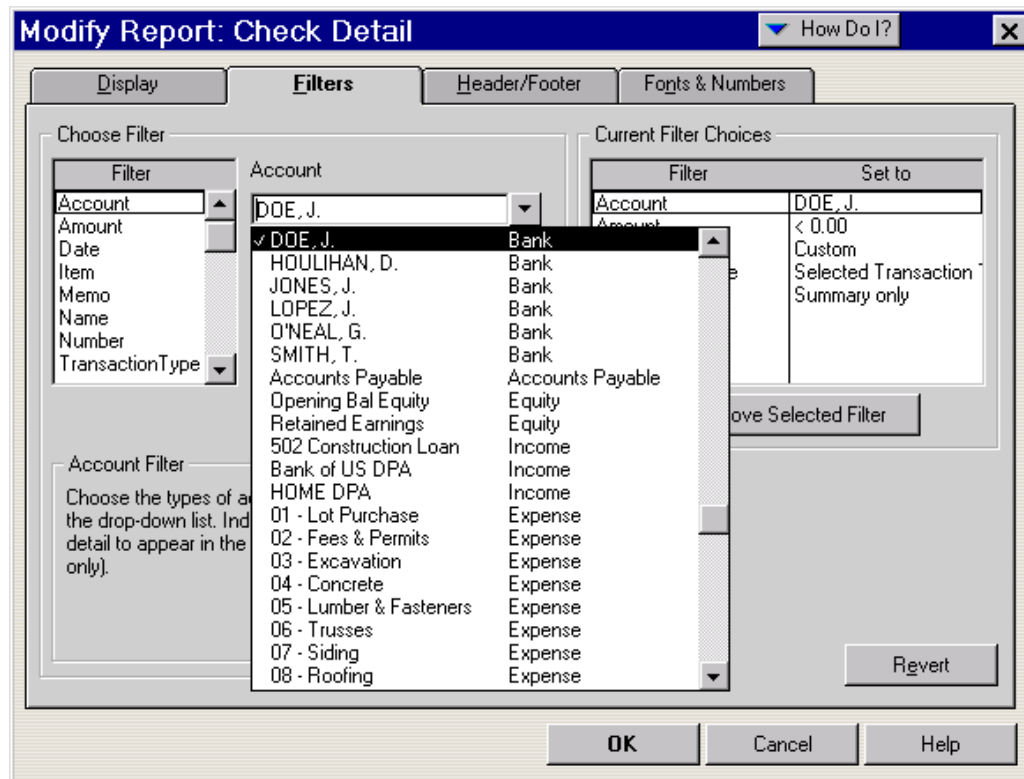 Modify Report: Check Detail
How Do I?
Display
Filters
Header/Footer
Fonts & Numbers
Choose Filter
Filter
Account
Amount
Date
Item
Memo
Name
Number
TransactionType
Account
DOE, J.
✓ DOE, J. Bank
HOULIHAN, D. Bank
JONES, J. Bank
LOPEZ, J. Bank
O'NEAL, G. Bank
SMITH, T. Bank
Accounts Payable Accounts Payable
Opening Bal Equity Equity
Retained Earnings Equity
502 Construction Loan Income
Bank of US DPA Income
HOME DPA Income
01 - Lot Purchase Expense
02 - Fees & Permits Expense
03 - Excavation Expense
04 - Concrete Expense
05 - Lumber & Fasteners Expense
06 - Trusses Expense
07 - Siding Expense
08 - Roofing Expense
Current Filter Choices
Filter Set to
Account DOE, J.
Amount < 0.00
Custom
Selected Transaction
Summary only
Selected Filter
Account Filter
Choose the types of
the drop-down list.
detail to appear in the
only).
Revert
OK
Cancel
Help